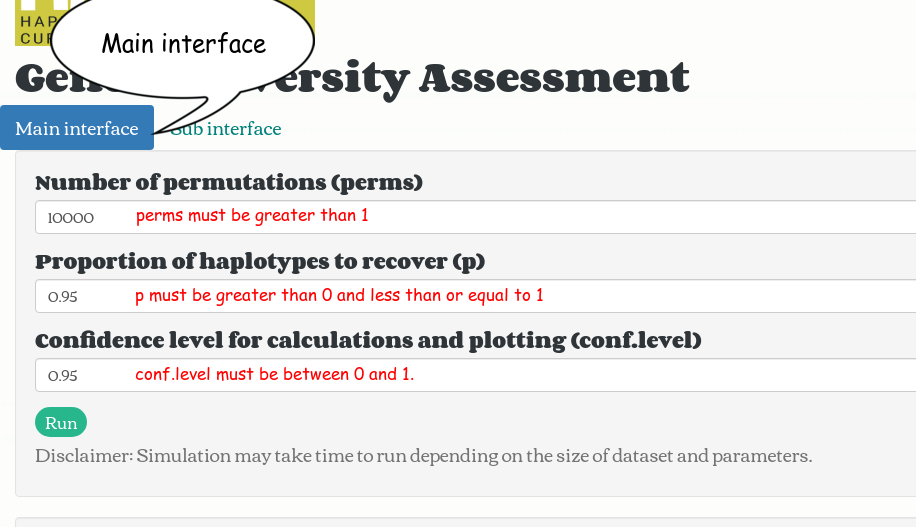 HAP
CUR
Main interface
Gen versity Assessment
Main interface Sub interface
Number of permutations (perms)
10000 perms must be greater than 1
Proportion of haplotypes to recover (p)
0.95 p must be greater than 0 and less than or equal to 1
Confidence level for calculations and plotting (conf.level)
0.95 conf.level must be between 0 and 1.
Run
Disclaimer: Simulation may take time to run depending on the size of dataset and parameters.